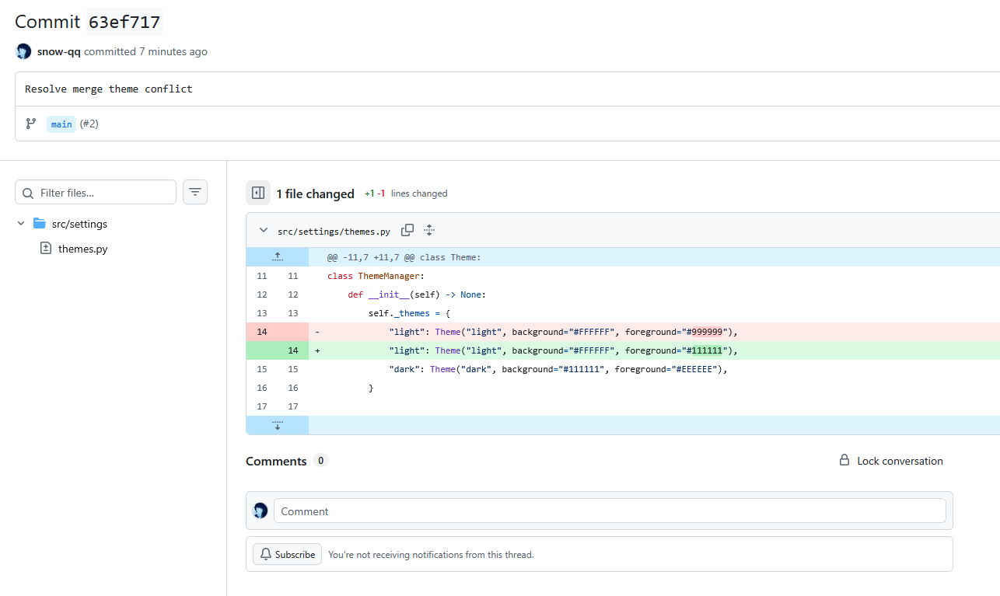 Commit 63ef717
snow-qq committed 7 minutes ago
Resolve merge theme conflict
main (#2)
Filter files...
src/settings
themes.py
1 file changed +1 -1 lines changed
src/settings/themes.py
@@ -11,7 +11,7 @@ class Theme:
11 11 class ThemeManager:
12 12 def __init__(self) -> None:
13 13 self._themes = {
14 - "light": Theme("light", background="#FFFFFF", foreground="#999999"),
14 + "light": Theme("light", background="#FFFFFF", foreground="#111111"),
15 15 "dark": Theme("dark", background="#111111", foreground="#EEEEEE"),
16 16 }
17 17
Comments 0
Lock conversation
Comment
Subscribe You're not receiving notifications from this thread.